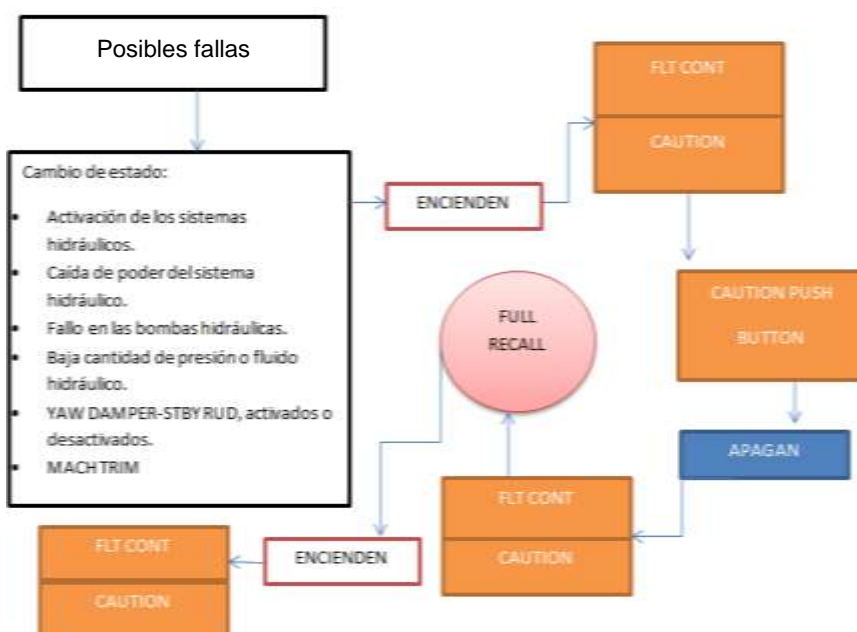 Posibles fallas
Cambio de estado:
• Activación de los sistemas
hidráulicos.
• Caída de poder del sistema
hidráulico.
• Fallo en las bombas hidráulicas.
• Baja cantidad de presión o fluido
hidráulico.
• YAW DAMPER-STBY RUD, activados o
desactivados.
• MACH TRIM
ENCIENDEN
FLT CONT
CAUTION
CAUTION PUSH
BUTTON
APAGAN
FLT CONT
CAUTION
FULL
RECALL
ENCIENDEN
FLT CONT
CAUTION